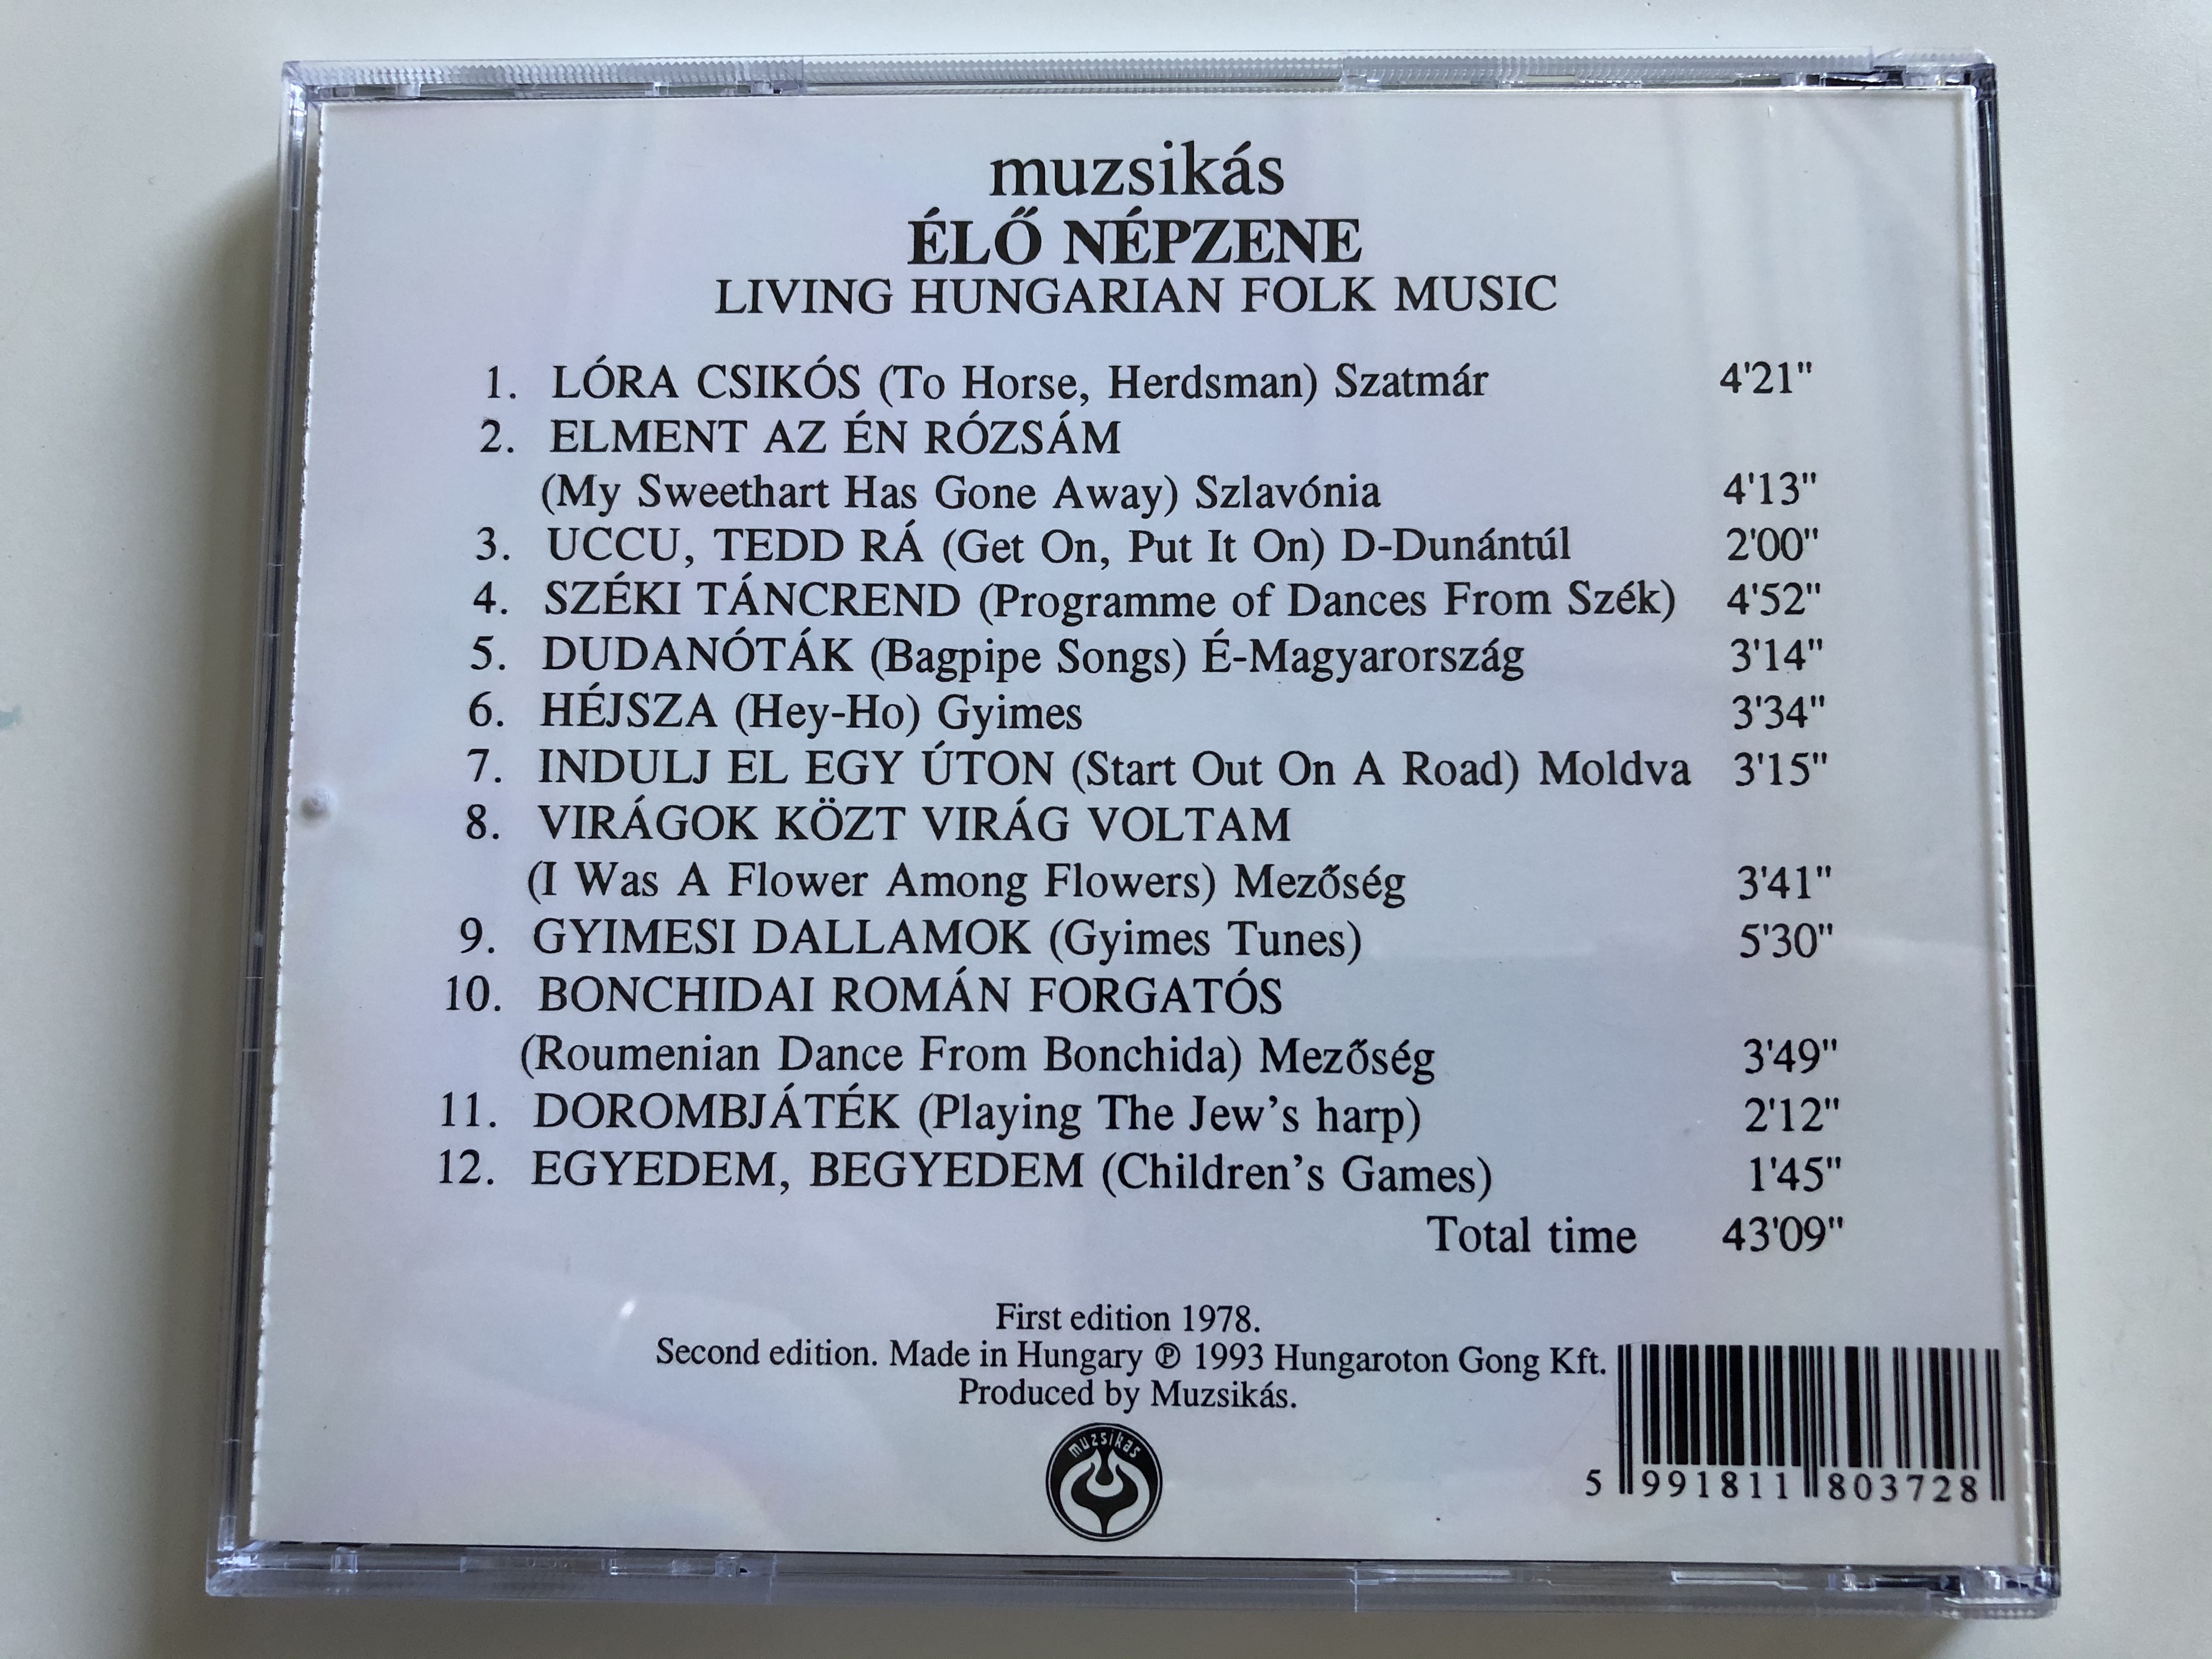 muzsikás
ÉLŐ NÉPZENE
LIVING HUNGARIAN FOLK MUSIC
1. LÓRA CSIKÓS (To Horse, Herdsman) Szatmár 4'21"
2. ELMENT AZ ÉN RÓZSÁM
(My Sweethart Has Gone Away) Szlavónia 4'13"
3. UCCU, TEDD RÁ (Get On, Put It On) D-Dunántúl 2'00"
4. SZÉKI TÁNCREND (Programme of Dances From Szék) 4'52"
5. DUDANÓTÁK (Bagpipe Songs) É-Magyarország 3'14"
6. HÉJSZA (Hey-Ho) Gyimes 3'34"
7. INDULJ EL EGY ÚTON (Start Out On A Road) Moldva 3'15"
8. VIRÁGOK KÖZT VIRÁG VOLTAM
(I Was A Flower Among Flowers) Mezőség 3'41"
9. GYIMESI DALLAMOK (Gyimes Tunes) 5'30"
10. BONCHIDAI ROMÁN FORGATÓS
(Roumenian Dance From Bonchida) Mezőség 3'49"
11. DOROMBJÁTÉK (Playing The Jew's harp) 2'12"
12. EGYEDEM, BEGYEDEM (Children's Games) 1'45"
Total time 43'09"
First edition 1978.
Second edition. Made in Hungary ℗ 1993 Hungaroton Gong Kft.
Produced by Muzsikás.
muzsikas
5 991811 803728